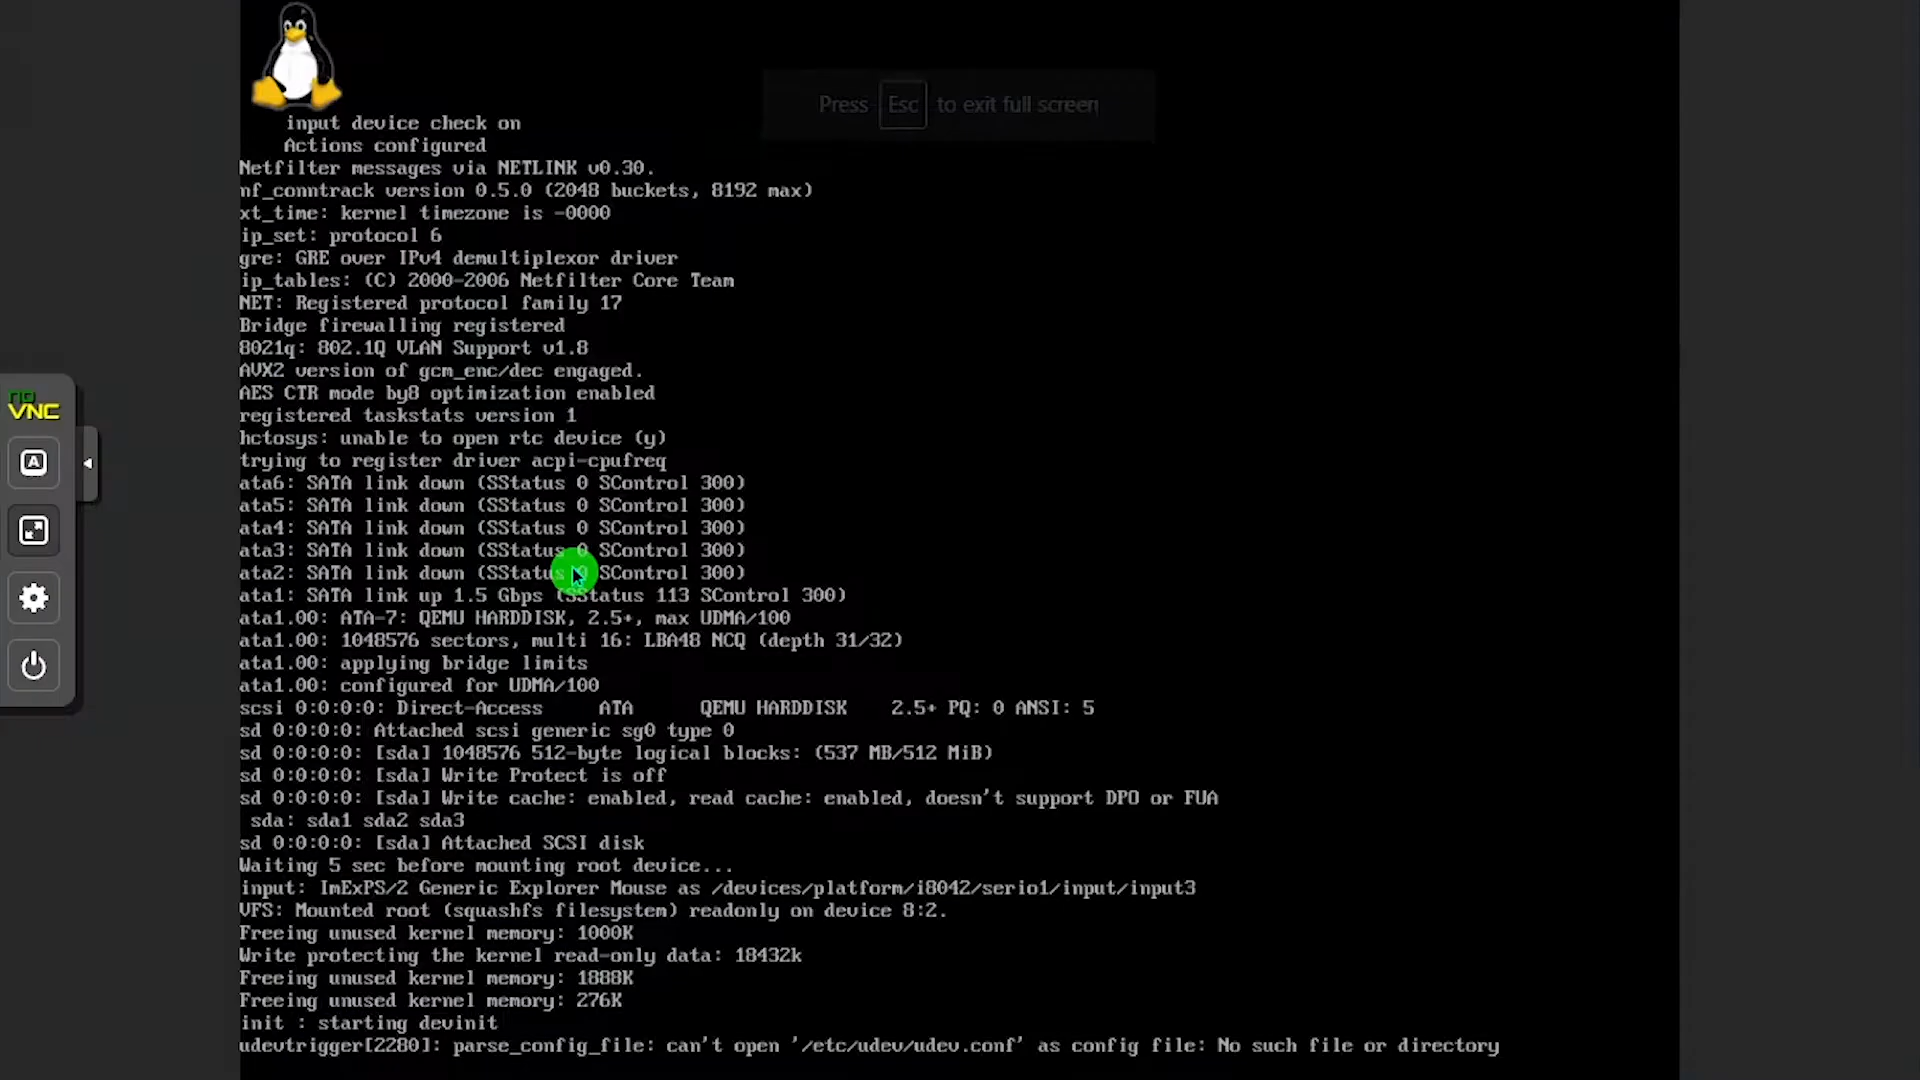 Press Esc to exit full screen
input device check on
Actions configured
Netfilter messages via NETLINK v0.30.
nf_conntrack version 0.5.0 (2048 buckets, 8192 max)
xt_time: kernel timezone is -0000
ip_set: protocol 6
gre: GRE over IPv4 demultiplexor driver
ip_tables: (C) 2000-2006 Netfilter Core Team
NET: Registered protocol family 17
Bridge firewalling registered
8021q: 802.1Q VLAN Support v1.8
AVX2 version of gcm_enc/dec engaged.
AES CTR mode by8 optimization enabled
registered taskstats version 1
hctosys: unable to open rtc device (y)
trying to register driver acpi-cpufreq
ata6: SATA link down (SStatus 0 SControl 300)
ata5: SATA link down (SStatus 0 SControl 300)
ata4: SATA link down (SStatus 0 SControl 300)
ata3: SATA link down (SStatus 0 SControl 300)
ata2: SATA link down (SStatus 0 SControl 300)
ata1: SATA link up 1.5 Gbps (SStatus 113 SControl 300)
ata1.00: ATA-7: QEMU HARDDISK, 2.5+, max UDMA/100
ata1.00: 1048576 sectors, multi 16: LBA48 NCQ (depth 31/32)
ata1.00: applying bridge limits
ata1.00: configured for UDMA/100
scsi 0:0:0:0: Direct-Access ATA QEMU HARDDISK 2.5+ PQ: 0 ANSI: 5
sd 0:0:0:0: Attached scsi generic sg0 type 0
sd 0:0:0:0: [sda] 1048576 512-byte logical blocks: (537 MB/512 MiB)
sd 0:0:0:0: [sda] Write Protect is off
sd 0:0:0:0: [sda] Write cache: enabled, read cache: enabled, doesn't support DPO or FUA
sda: sda1 sda2 sda3
sd 0:0:0:0: [sda] Attached SCSI disk
Waiting 5 sec before mounting root device...
input: ImExPS/2 Generic Explorer Mouse as /devices/platform/i8042/serio1/input/input3
VFS: Mounted root (squashfs filesystem) readonly on device 8:2.
Freeing unused kernel memory: 1000K
Write protecting the kernel read-only data: 18432k
Freeing unused kernel memory: 1888K
Freeing unused kernel memory: 276K
init : starting devinit
udevtrigger[2280]: parse_config_file: can't open '/etc/udev/udev.conf' as config file: No such file or directory
no
VNC
A